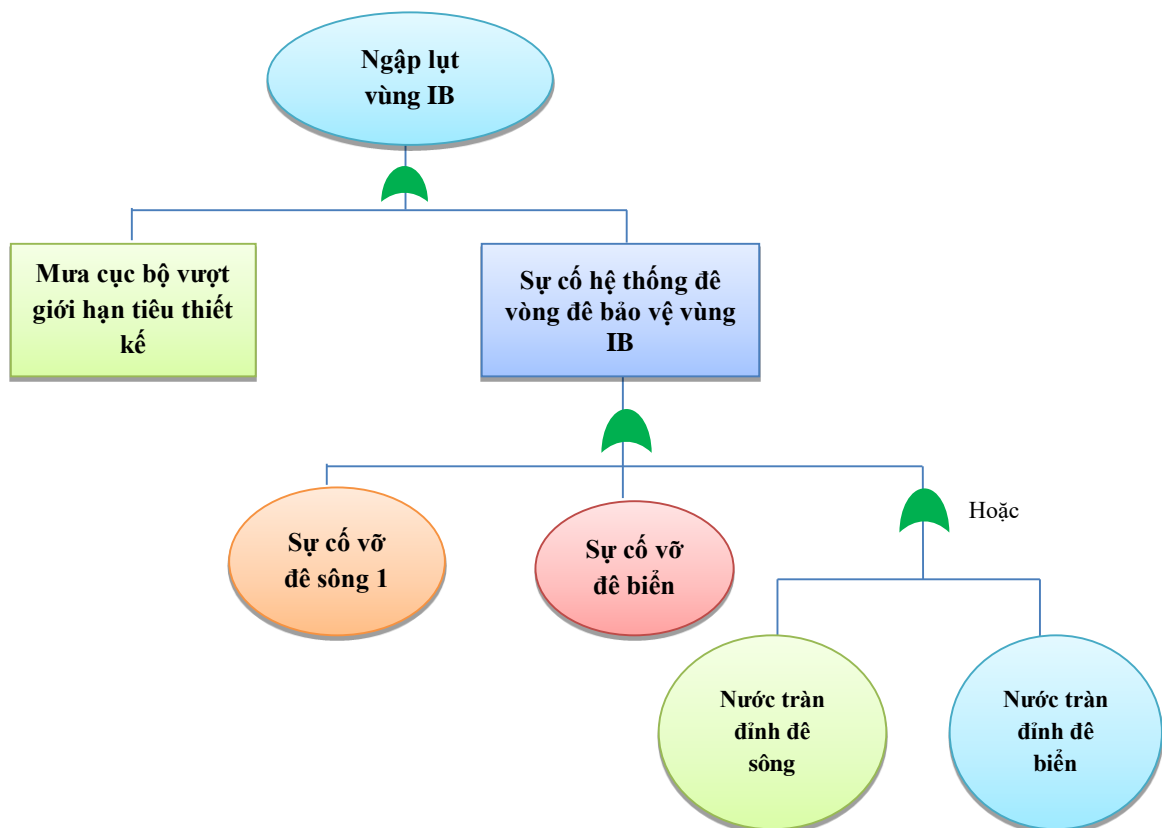 Ngập lụt
vùng IB
Mưa cục bộ vượt
giới hạn tiêu thiết
kế
Sự cố hệ thống đê
vòng đê bảo vệ vùng
IB
Sự cố vỡ
đê sông 1
Sự cố vỡ
đê biển
Hoặc
Nước tràn
đỉnh đê
sông
Nước tràn
đỉnh đê
biển